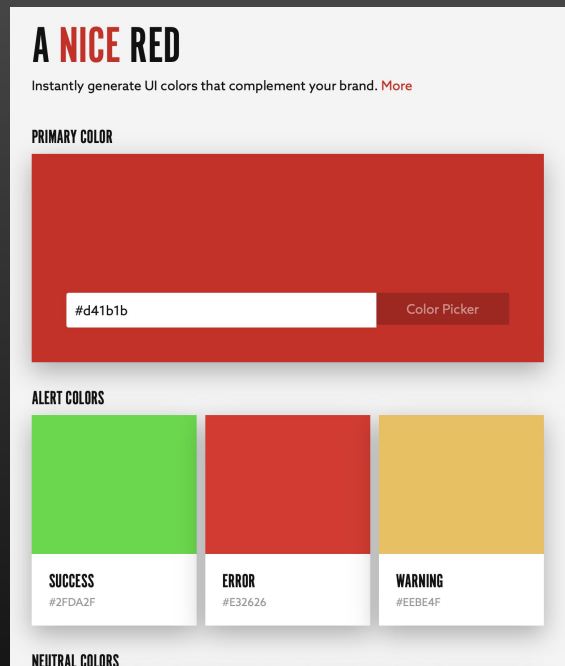 A NICE RED
Instantly generate UI colors that complement your brand. More
PRIMARY COLOR
#d41b1b
Color Picker
ALERT COLORS
SUCCESS
#2FDA2F
ERROR
#E32626
WARNING
#EEBE4F
NEUTRAL COLORS